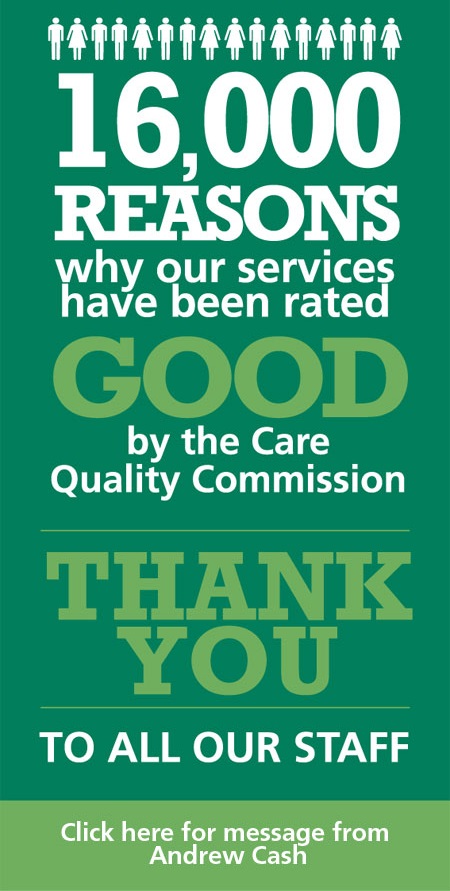 16,000
REASONS
why our services
have been rated
GOOD
by the Care
Quality Commission
THANK
YOU
TO ALL OUR STAFF
Click here for message from
Andrew Cash